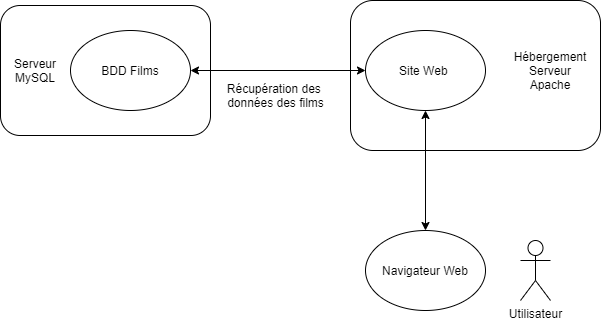 Serveur
MySQL
BDD Films
Récupération des
données des films
Site Web
Hébergement
Serveur
Apache
Navigateur Web
Utilisateur